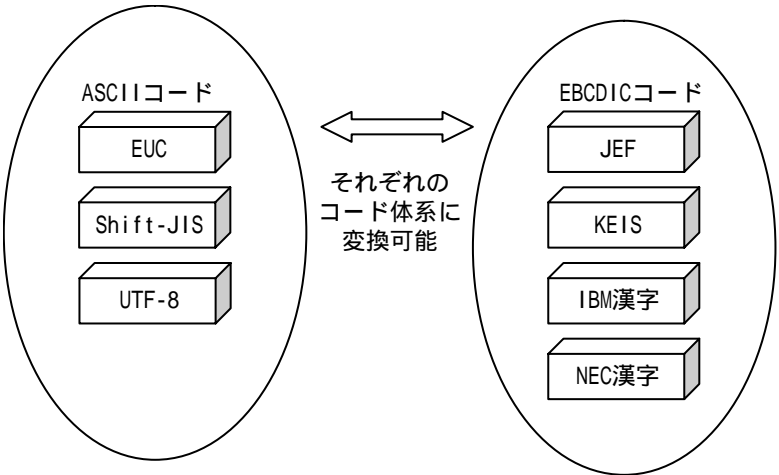 ASCIIコード
EUC
Shift-JIS
UTF-8
それぞれの
コード体系に
変換可能
EBCDICコード
JEF
KEIS
IBM漢字
NEC漢字